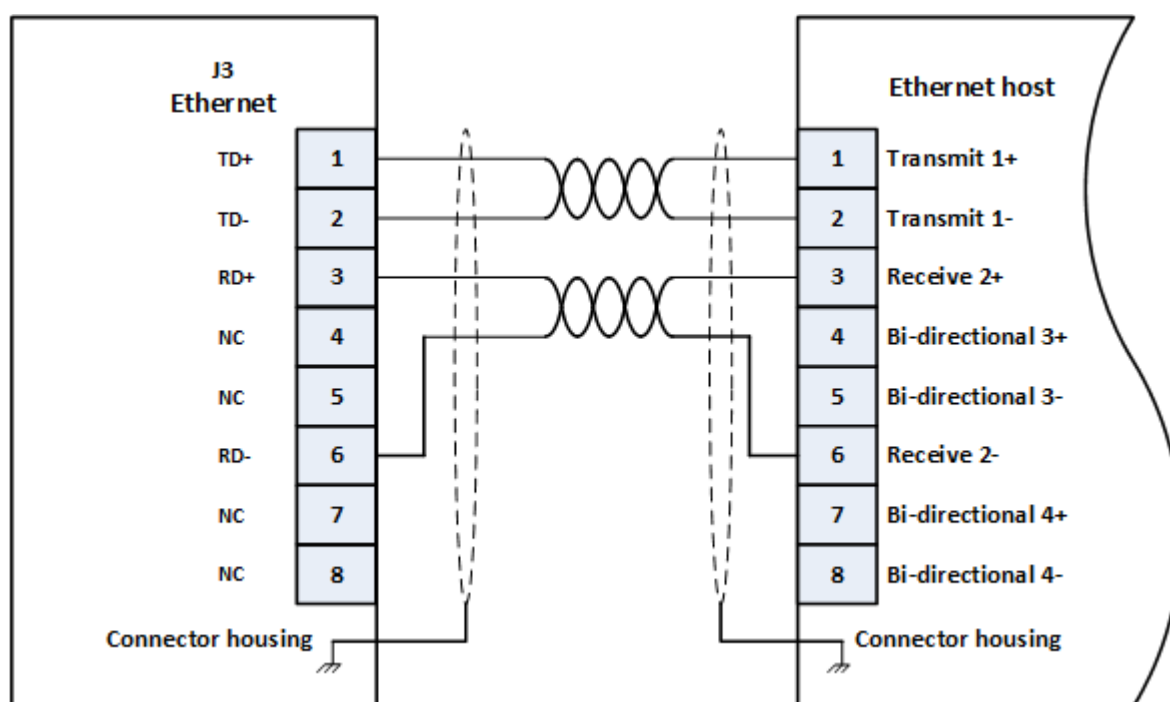 J3
Ethernet
TD+ 1
TD- 2
RD+ 3
NC 4
NC 5
RD- 6
NC 7
NC 8
Connector housing
Ethernet host
1 Transmit 1+
2 Transmit 1-
3 Receive 2+
4 Bi-directional 3+
5 Bi-directional 3-
6 Receive 2-
7 Bi-directional 4+
8 Bi-directional 4-
Connector housing